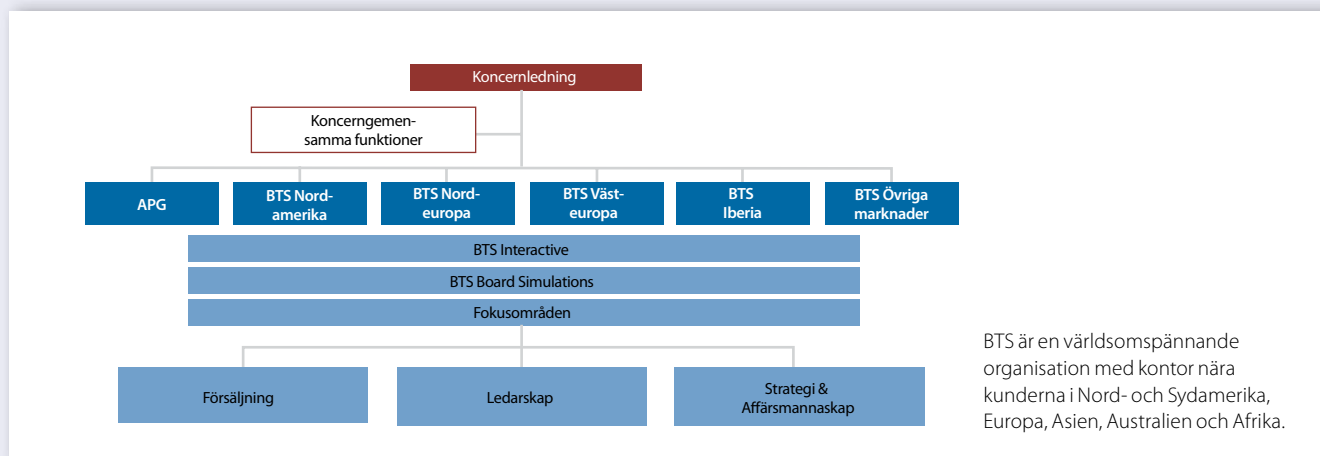 Koncernledning
Koncerngemen-
samma funktioner
APG
BTS Nord-
amerika
BTS Nord-
europa
BTS Väst-
europa
BTS
Iberia
BTS Övriga
marknader
BTS Interactive
BTS Board Simulations
Fokusområden
Försäljning
Ledarskap
Strategi &
Affärsmannaskap
BTS är en världsomspännande
organisation med kontor nära
kunderna i Nord- och Sydamerika,
Europa, Asien, Australien och Afrika.